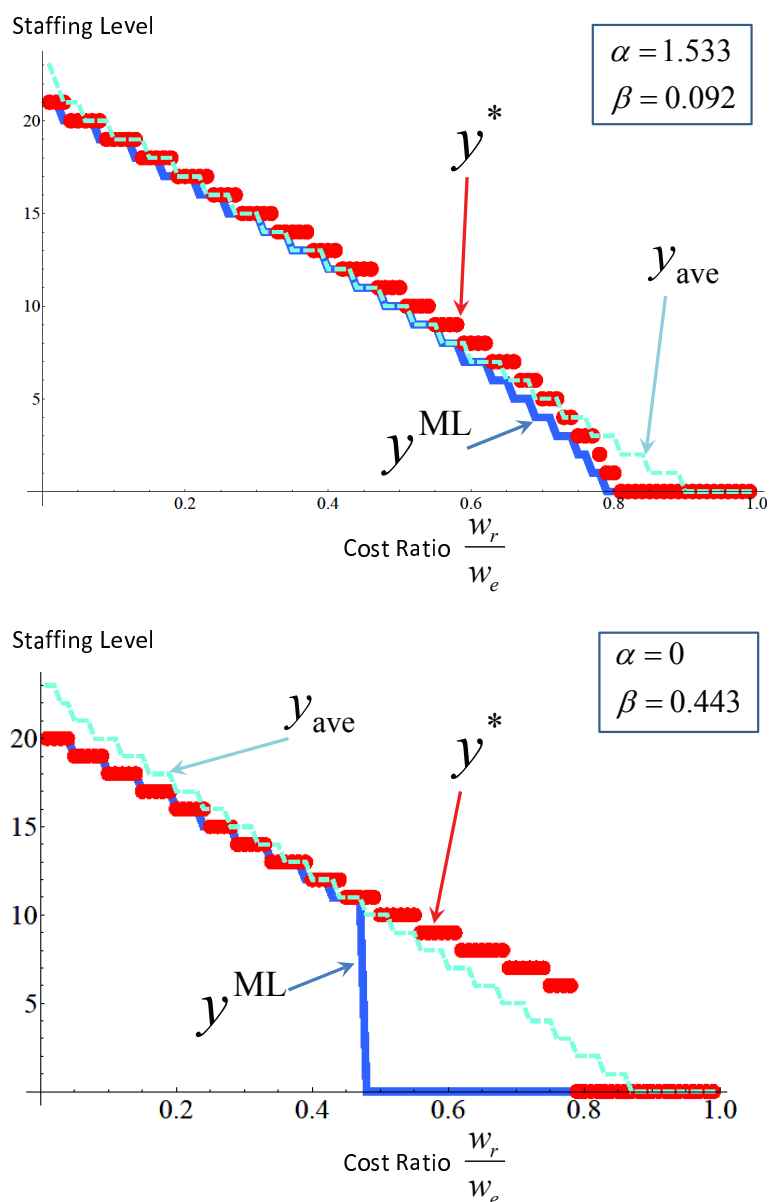 Staffing Level
α = 1.533
β = 0.092
y*
y_ave
y^ML
20
15
10
5
0.2 0.4 0.6 0.8 1.0
Cost Ratio w_r / w_e
Staffing Level
α = 0
β = 0.443
y_ave
y*
y^ML
20
15
10
5
0.2 0.4 0.6 0.8 1.0
Cost Ratio w_r / w_e